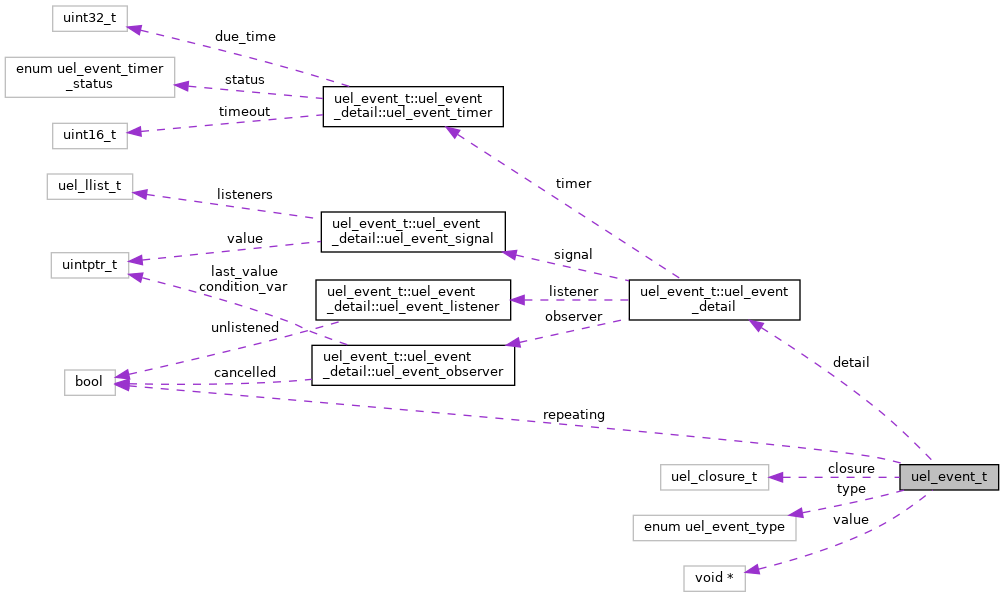 uint32_t
due_time
enum uel_event_timer
_status
status
uel_event_t::uel_event
_detail::uel_event_timer
timeout
uint16_t
timer
uel_llist_t
listeners
uel_event_t::uel_event
_detail::uel_event_signal
value
signal
uintptr_t
last_value
condition_var
uel_event_t::uel_event
_detail::uel_event_listener
listener
uel_event_t::uel_event
_detail
observer
unlistened
uel_event_t::uel_event
_detail::uel_event_observer
cancelled
bool
detail
repeating
closure
uel_closure_t
uel_event_t
type
enum uel_event_type
value
void *